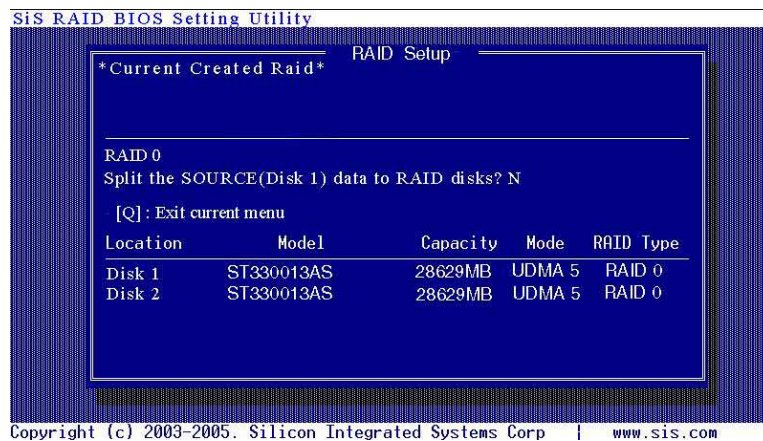 SiS RAID BIOS Setting Utility
RAID Setup
*Current Created Raid*
RAID 0
Split the SOURCE(Disk 1) data to RAID disks? N
[Q] : Exit current menu
Location Model Capacity Mode RAID Type
Disk 1 ST330013AS 28629MB UDMA 5 RAID 0
Disk 2 ST330013AS 28629MB UDMA 5 RAID 0
Copyright (c) 2003-2005. Silicon Integrated Systems Corp | www.sis.com